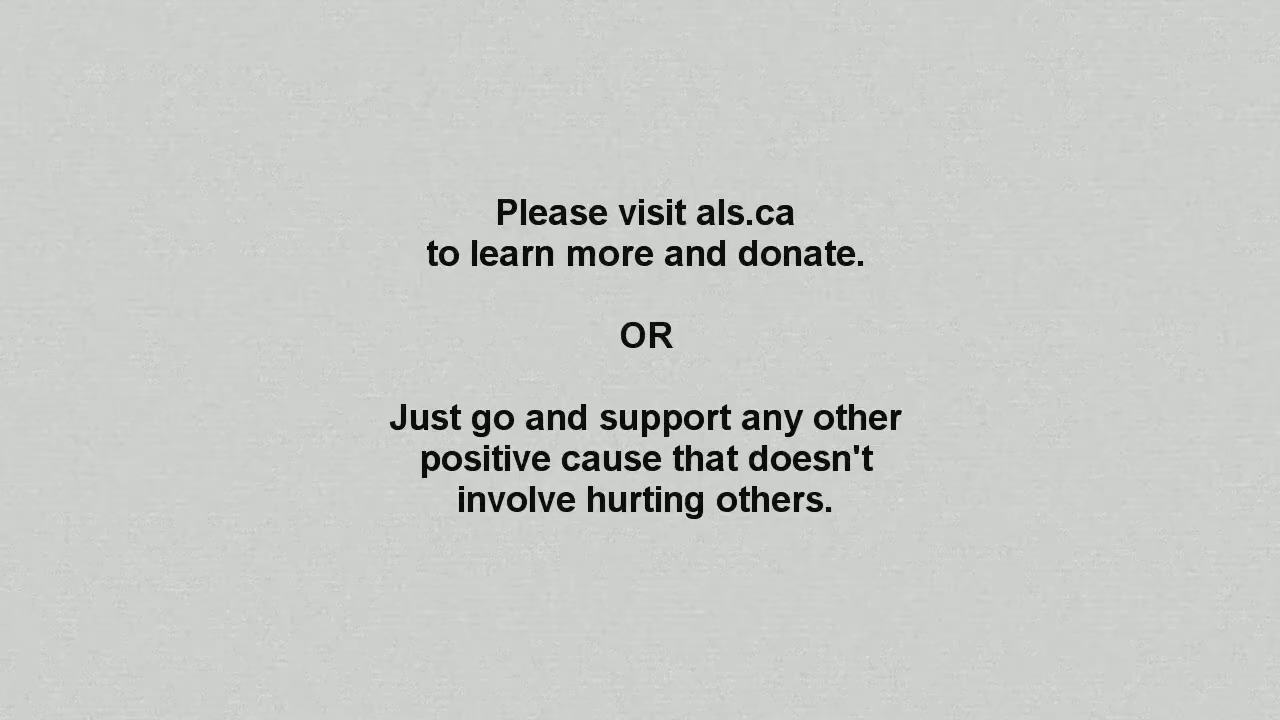 Please visit als.ca
to learn more and donate.
OR
Just go and support any other
positive cause that doesn't
involve hurting others.